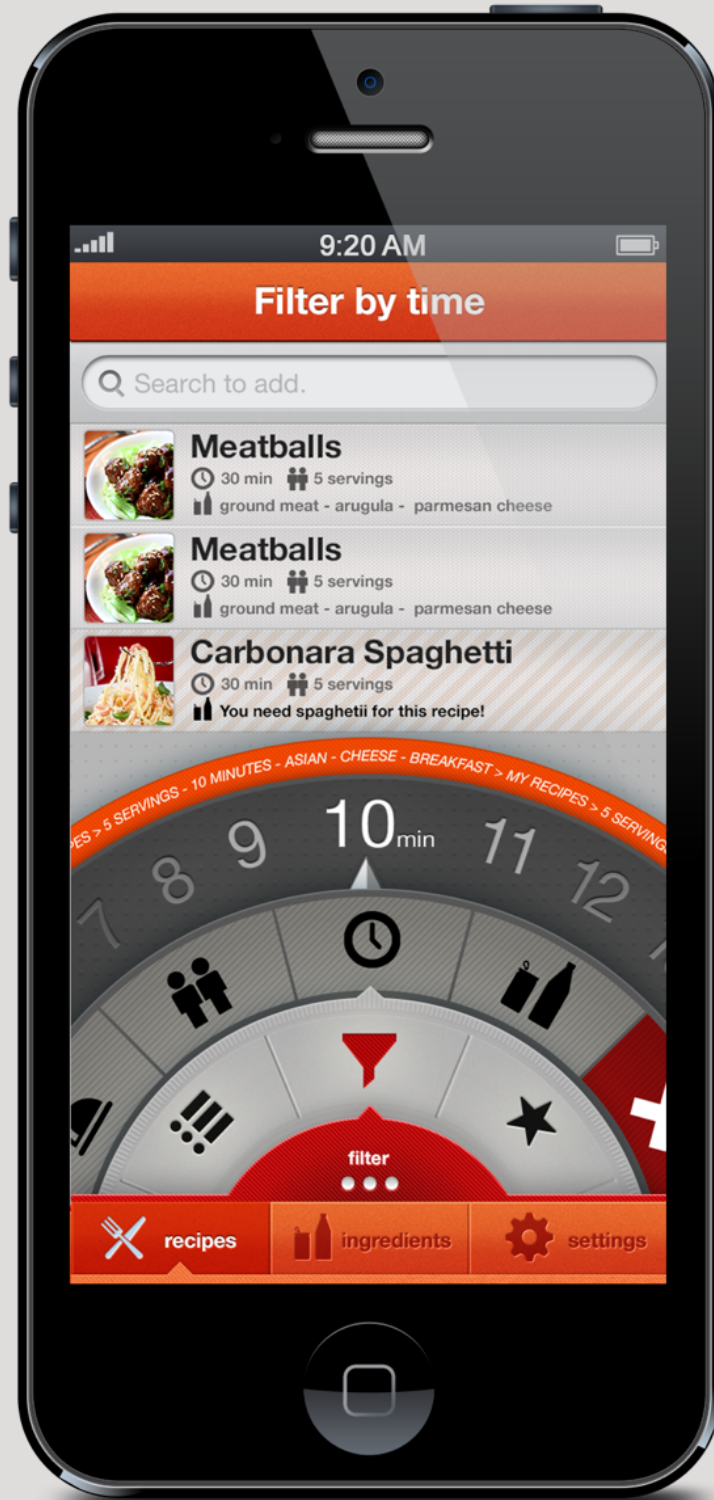 9:20 AM
Filter by time
Search to add.
Meatballs
30 min 5 servings
ground meat - arugula - parmesan cheese
Meatballs
30 min 5 servings
ground meat - arugula - parmesan cheese
Carbonara Spaghetti
30 min 5 servings
You need spaghetii for this recipe!
PES > 5 SERVINGS - 10 MINUTES - ASIAN - CHEESE - BREAKFAST > MY RECIPES > 5 SERVING
7 8 9 10 min 11 12
filter
recipes ingredients settings